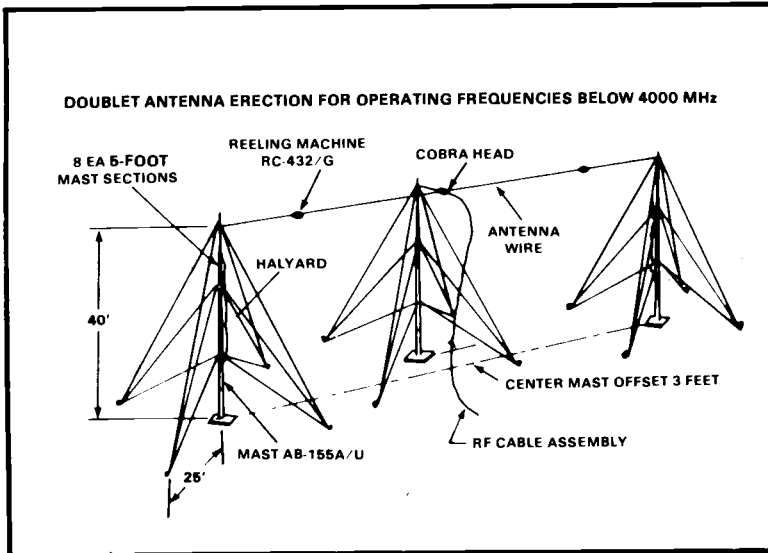 DOUBLET ANTENNA ERECTION FOR OPERATING FREQUENCIES BELOW 4000 MHz
8 EA 5-FOOT
MAST SECTIONS
REELING MACHINE
RC-432/G
COBRA HEAD
ANTENNA
WIRE
HALYARD
40'
CENTER MAST OFFSET 3 FEET
MAST AB-155A/U
RF CABLE ASSEMBLY
25'